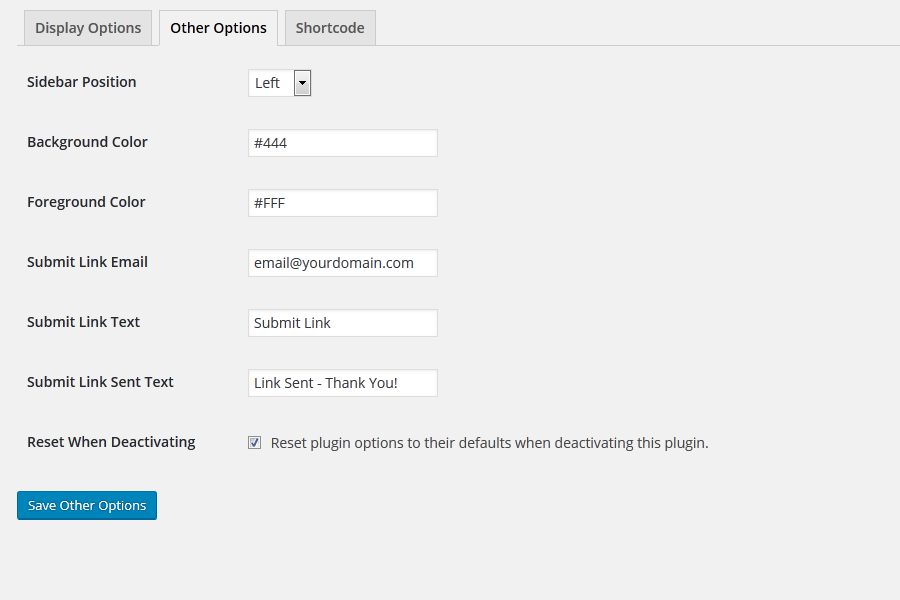 Display Options Other Options Shortcode
Sidebar Position Left
Background Color #444
Foreground Color #FFF
Submit Link Email email@yourdomain.com
Submit Link Text Submit Link
Submit Link Sent Text Link Sent - Thank You!
Reset When Deactivating Reset plugin options to their defaults when deactivating this plugin.
Save Other Options